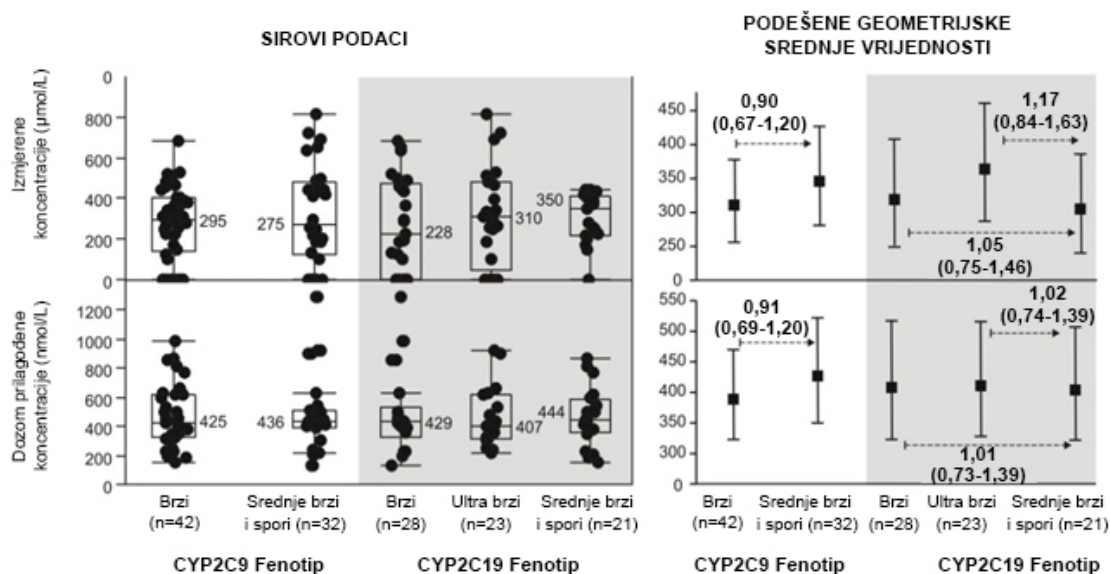 SIROVI PODACI
PODEŠENE GEOMETRIJSKE
SREDNJE VRIJEDNOSTI
Izmjerene
koncentracije (µmol/L)
0
800
600
400
200
0
295
275
228
310
350
450
400
350
300
250
0
0,90
(0,67-1,20)
1,17
(0,84-1,63)
1,05
(0,75-1,46)
Dozom prilagođene
koncentracije (nmol/L)
1200
1000
800
600
400
200
0
425
436
429
407
444
550
550
450
400
350
300
0
0,91
(0,69-1,20)
1,02
(0,74-1,39)
1,01
(0,73-1,39)
Brzi
(n=42)
Srednje brzi
i spori (n=32)
Brzi
(n=28)
Ultra brzi
(n=23)
Srednje brzi
i spori (n=21)
Brzi
(n=42)
Srednje brzi
i spori (n=32)
Brzi
(n=28)
Ultra brzi
(n=23)
Srednje brzi
i spori (n=21)
CYP2C9 Fenotip
CYP2C19 Fenotip
CYP2C9 Fenotip
CYP2C19 Fenotip